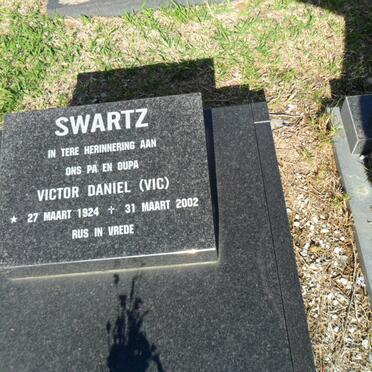 SWARTZ
IN TERE HERINNERING AAN
ONS PA EN OUPA
VICTOR DANIEL (VIC)
★ 27 MAART 1924 ✝ 31 MAART 2002
RUS IN VREDE